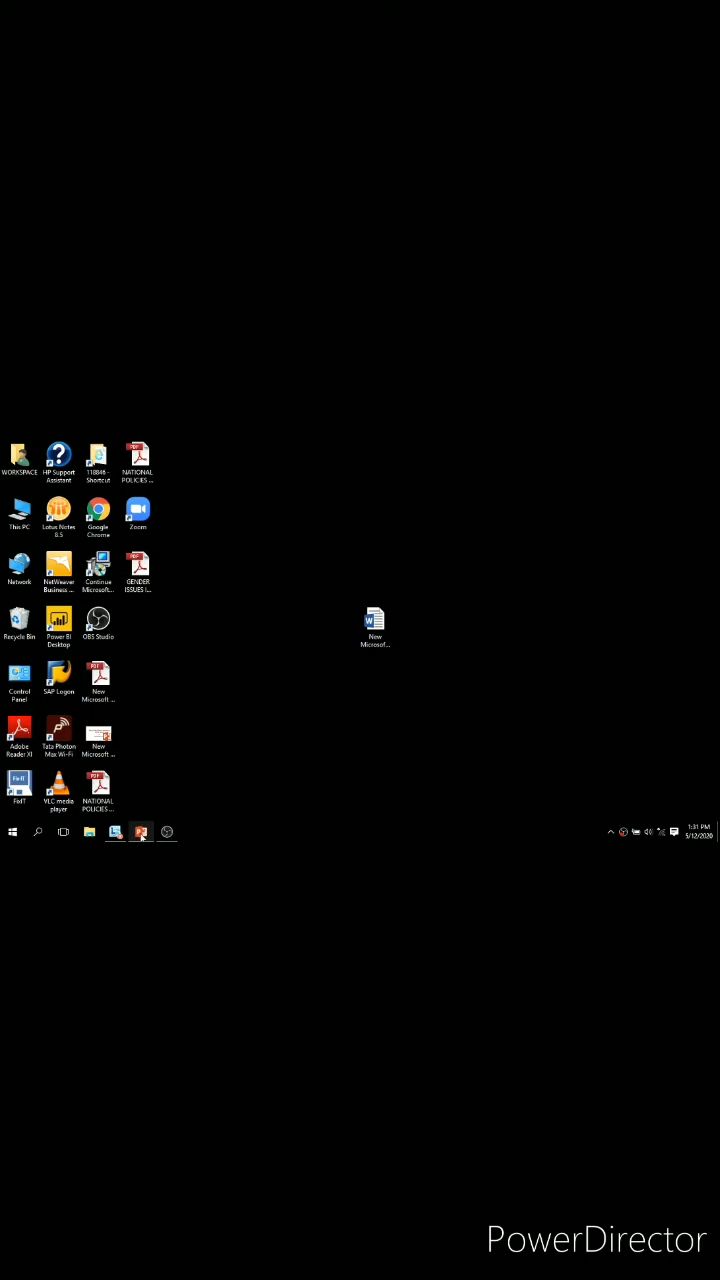 WORKSPACE
HP Support
Assistant
118846 -
Shortcut
NATIONAL
POLICIES ...
This PC
Lotus Notes
8.5
Google
Chrome
Zoom
Network
NetWeaver
Business ...
Continue
Microsoft...
GENDER
ISSUES I...
Recycle Bin
Power BI
Desktop
OBS Studio
New
Microsof...
Control
Panel
SAP Logon
New
Microsoft ...
Adobe
Reader XI
Tata Photon
Max Wi-Fi
New
Microsoft ...
FixIT
VLC media
player
NATIONAL
POLICIES ...
1:31 PM
5/12/2020
PowerDirector